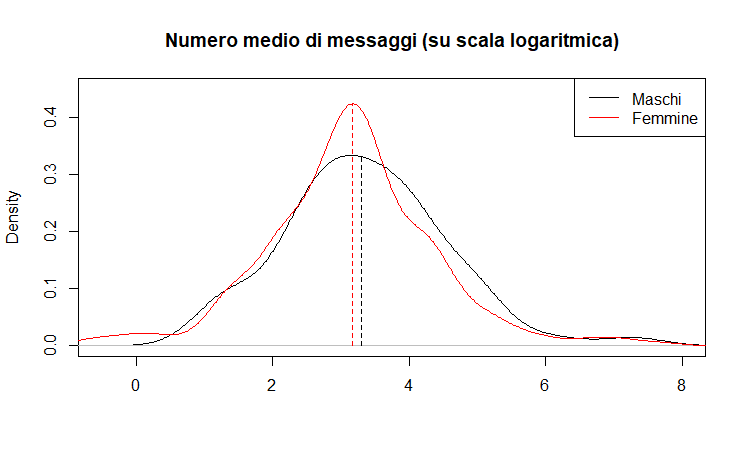 Numero medio di messaggi (su scala logaritmica)
Maschi
Femmine
Density
0.4
0.3
0.2
0.1
0.0
0 2 4 6 8